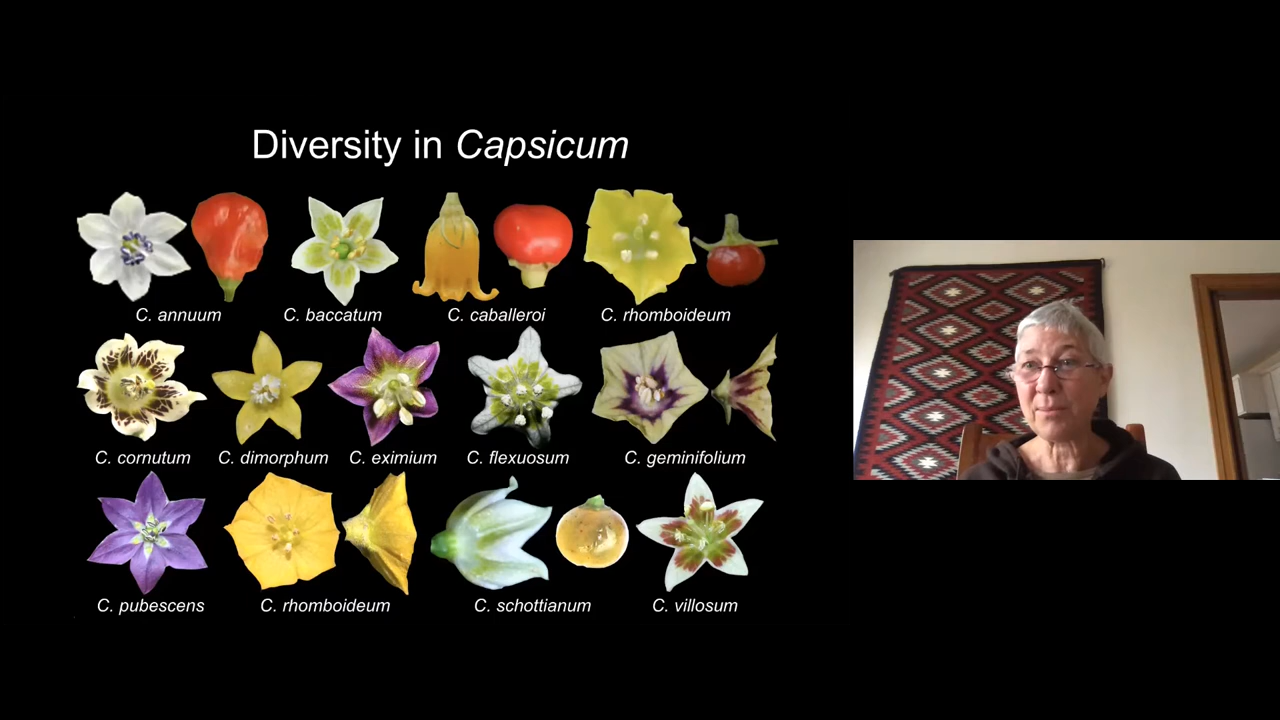 Diversity in Capsicum
C. annuum
C. baccatum
C. caballeroi
C. rhomboideum
C. cornutum
C. dimorphum
C. eximium
C. flexuosum
C. geminifolium
C. pubescens
C. rhomboideum
C. schottianum
C. villosum